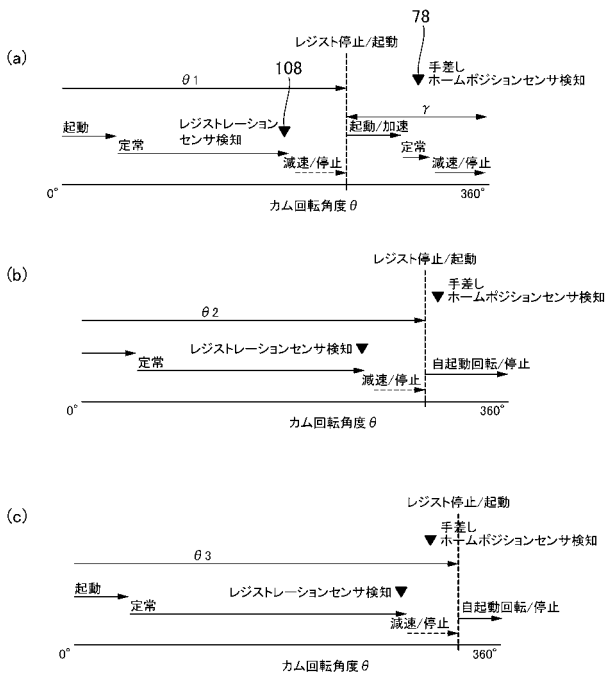 78
レジスト停止/起動
(a)
108
手差し
ホームポジションセンサ検知
θ1
γ
起動
レジストレーション
センサ検知
起動/加速
定常
定常
減速/停止
減速/停止
0°
360°
カム回転角度θ
(b)
レジスト停止/起動
手差し
ホームポジションセンサ検知
θ2
レジストレーションセンサ検知
定常
自起動回転/停止
減速/停止
0°
360°
カム回転角度θ
(c)
レジスト停止/起動
手差し
ホームポジションセンサ検知
θ3
起動
レジストレーションセンサ検知
定常
自起動回転/停止
減速/停止
0°
360°
カム回転角度θ